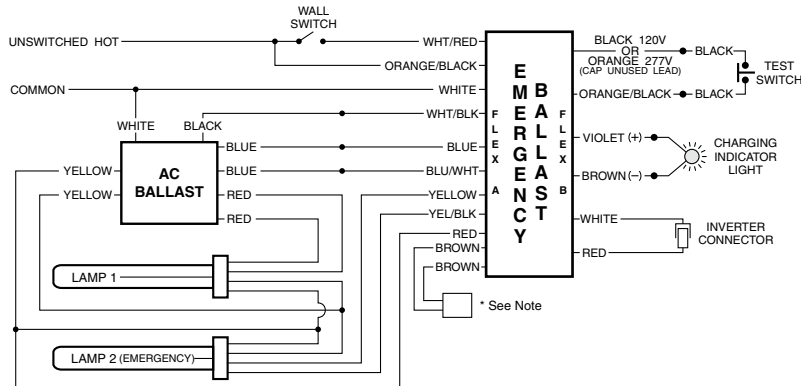 WALL
SWITCH
UNSWITCHED HOT
WHT/RED
ORANGE/BLACK
COMMON
WHITE
WHITE
BLACK
WHT/BLK
BLUE
BLUE
BLUE
BLU/WHT
YELLOW
YELLOW
AC
BALLAST
RED
RED
YELLOW
YEL/BLK
RED
BROWN
BROWN
* See Note
LAMP 1
LAMP 2 (EMERGENCY)
FLEX A
EMERGENCY
BALLAST
FLEX B
BLACK 120V
OR
ORANGE 277V
(CAP UNUSED LEAD)
BLACK
ORANGE/BLACK
BLACK
TEST
SWITCH
VIOLET (+)
BROWN (−)
CHARGING
INDICATOR
LIGHT
WHITE
RED
INVERTER
CONNECTOR